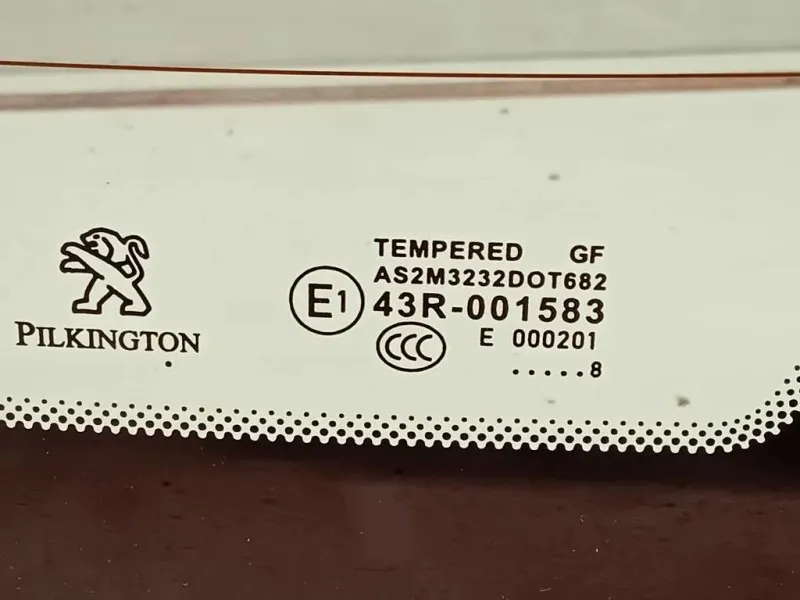 PILKINGTON
TEMPERED GF
AS2M3232DOT682
E1 43R-001583
CCC E 000201
.....8